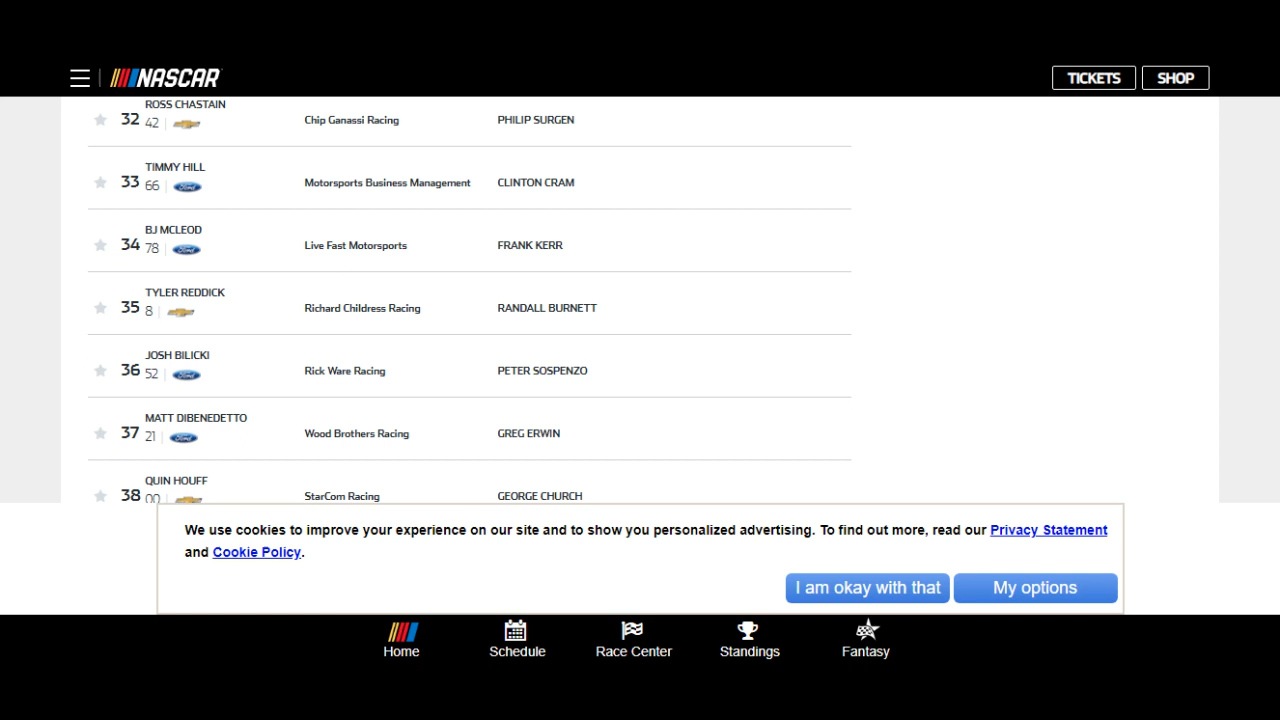 NASCAR
TICKETS
SHOP
ROSS CHASTAIN
32 42 Chip Ganassi Racing PHILIP SURGEN
TIMMY HILL
33 66 Ford Motorsports Business Management CLINTON CRAM
BJ MCLEOD
34 78 Ford Live Fast Motorsports FRANK KERR
TYLER REDDICK
35 8 Richard Childress Racing RANDALL BURNETT
JOSH BILICKI
36 52 Ford Rick Ware Racing PETER SOSPENZO
MATT DIBENEDETTO
37 21 Ford Wood Brothers Racing GREG ERWIN
QUIN HOUFF
38 00 StarCom Racing GEORGE CHURCH
We use cookies to improve your experience on our site and to show you personalized advertising. To find out more, read our Privacy Statement
and Cookie Policy.
I am okay with that
My options
Home
Schedule
Race Center
Standings
Fantasy